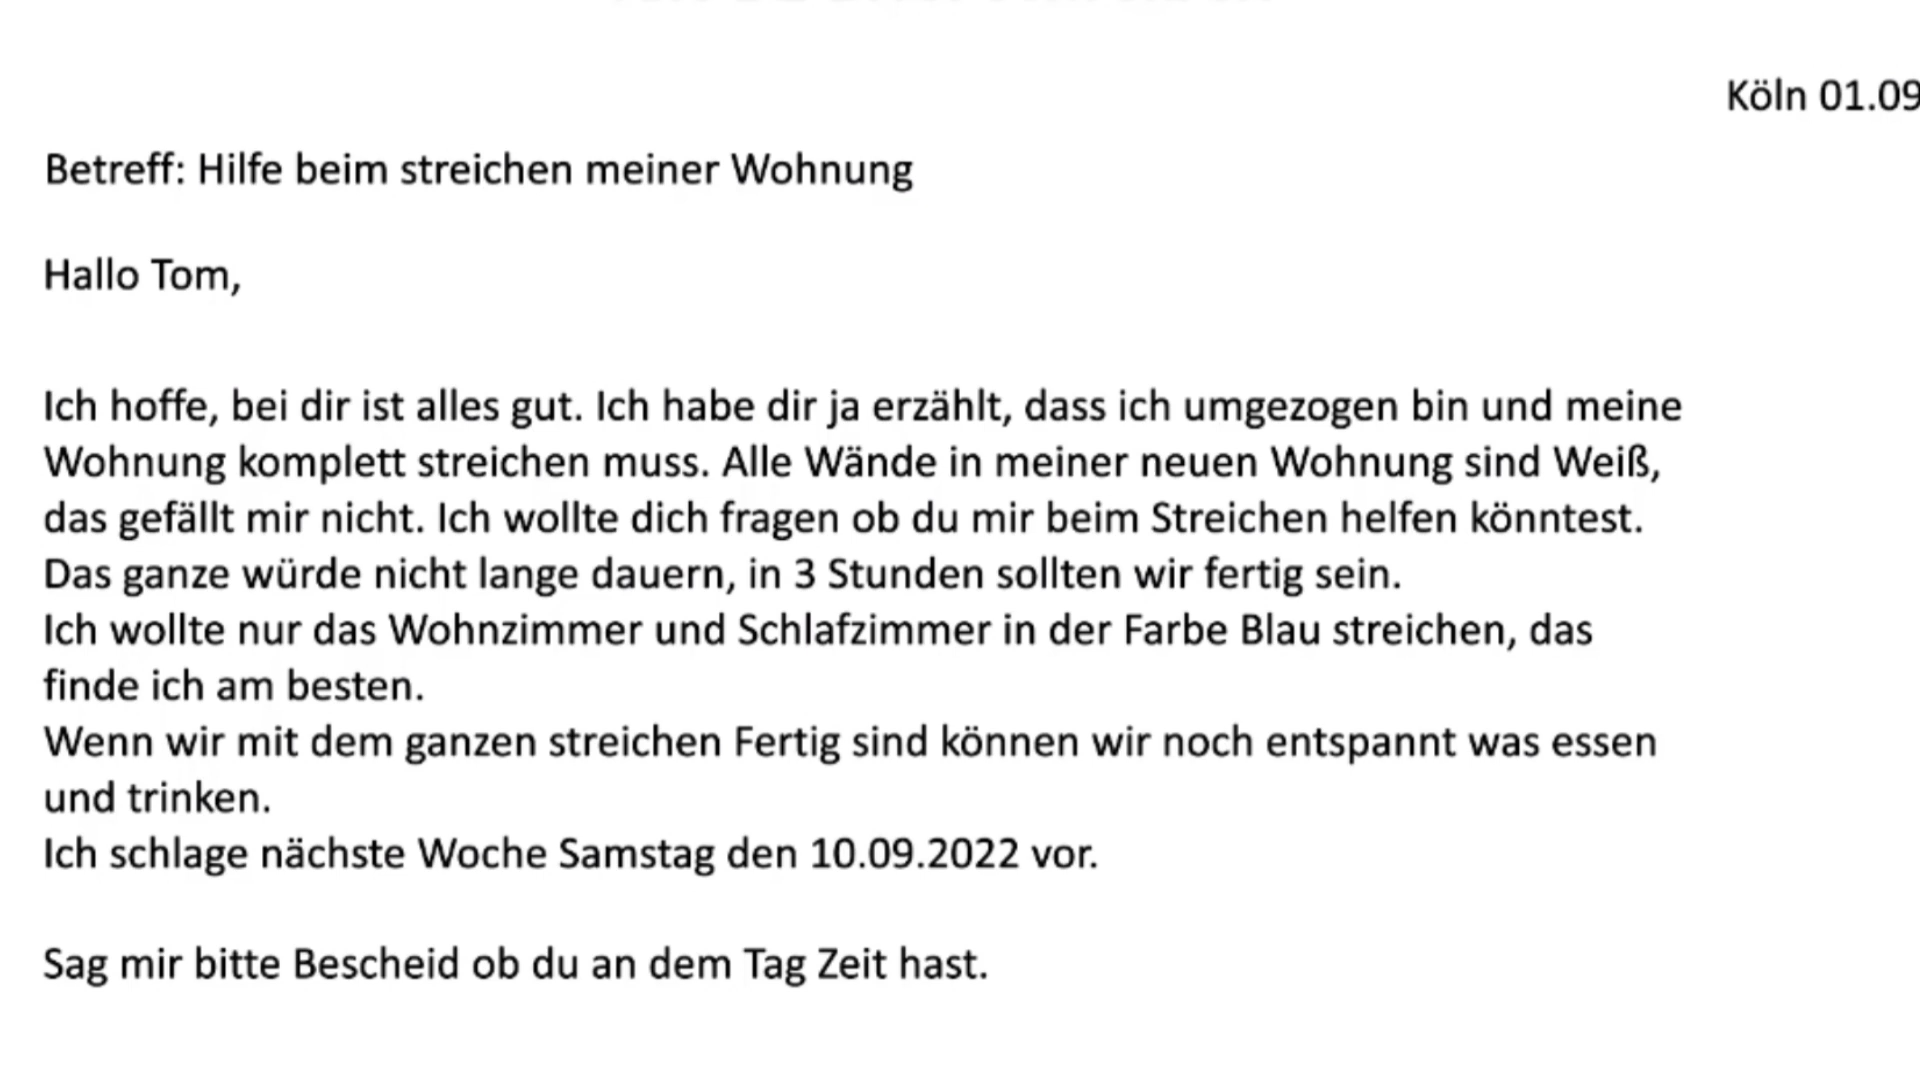 Köln 01.09
Betreff: Hilfe beim streichen meiner Wohnung
Hallo Tom,
Ich hoffe, bei dir ist alles gut. Ich habe dir ja erzählt, dass ich umgezogen bin und meine
Wohnung komplett streichen muss. Alle Wände in meiner neuen Wohnung sind Weiß,
das gefällt mir nicht. Ich wollte dich fragen ob du mir beim Streichen helfen könntest.
Das ganze würde nicht lange dauern, in 3 Stunden sollten wir fertig sein.
Ich wollte nur das Wohnzimmer und Schlafzimmer in der Farbe Blau streichen, das
finde ich am besten.
Wenn wir mit dem ganzen streichen Fertig sind können wir noch entspannt was essen
und trinken.
Ich schlage nächste Woche Samstag den 10.09.2022 vor.
Sag mir bitte Bescheid ob du an dem Tag Zeit hast.